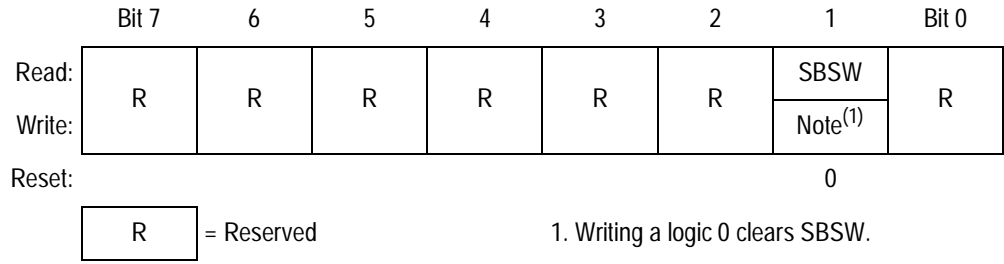 Bit 7 6 5 4 3 2 1 Bit 0
Read: SBSW
R R R R R R R
Write: Note(1)
Reset: 0
R = Reserved 1. Writing a logic 0 clears SBSW.